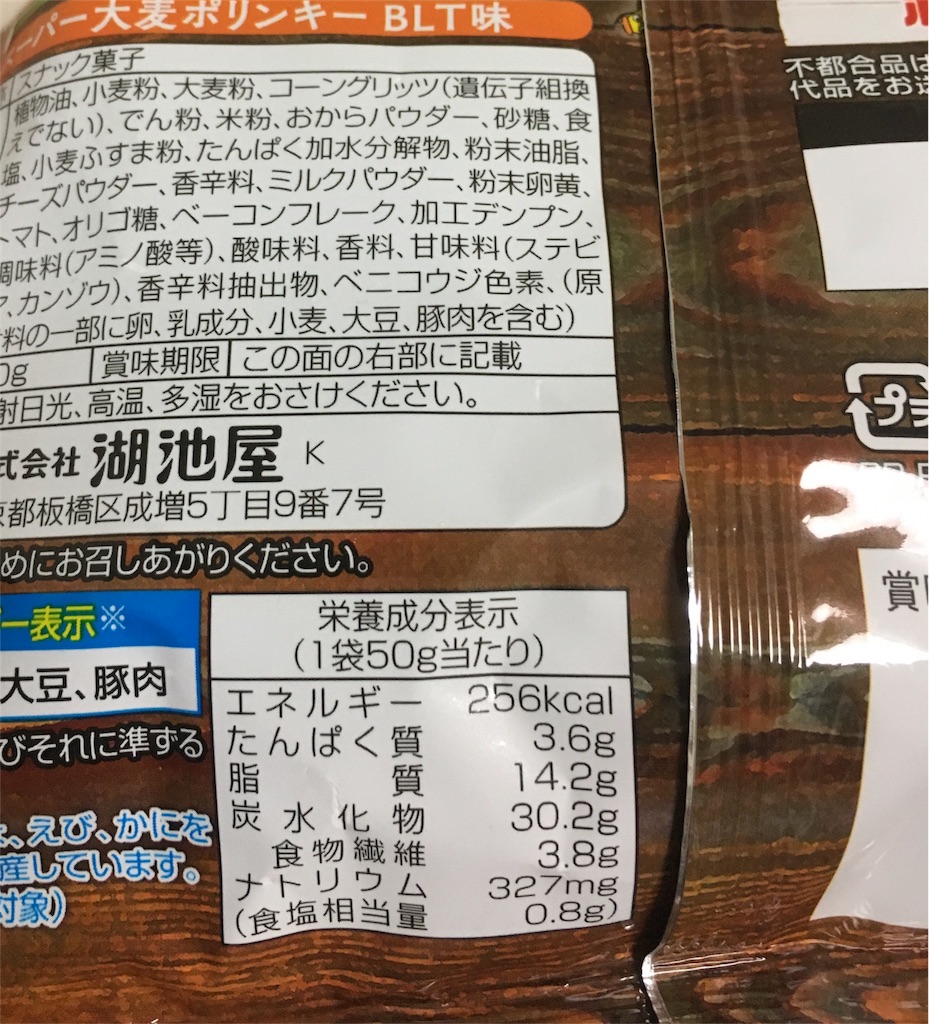 ーパー大麦ポリンキー BLT味
スナック菓子
植物油、小麦粉、大麦粉、コーングリッツ(遺伝子組換
えでない)、でん粉、米粉、おからパウダー、砂糖、食
塩、小麦ふすま粉、たんぱく加水分解物、粉末油脂、
チーズパウダー、香辛料、ミルクパウダー、粉末卵黄、
トマト、オリゴ糖、ベーコンフレーク、加工デンプン、
調味料(アミノ酸等)、酸味料、香料、甘味料(ステビ
ア、カンゾウ)、香辛料抽出物、ベニコウジ色素、(原
料の一部に卵、乳成分、小麦、大豆、豚肉を含む)
0g 賞味期限 この面の右部に記載
射日光、高温、多湿をおさけください。
式会社 湖池屋 K
京都板橋区成増5丁目9番7号
めにお召しあがりください。
ー表示※
大豆、豚肉
びそれに準ずる
、えび、かにを
産しています。
対象)
栄養成分表示
(1袋50g当たり)
エネルギー 256kcal
たんぱく質 3.6g
脂質 14.2g
炭水化物 30.2g
食物繊維 3.8g
ナトリウム 327mg
(食塩相当量 0.8g)
不都合品は
代品をお送
プラ
賞